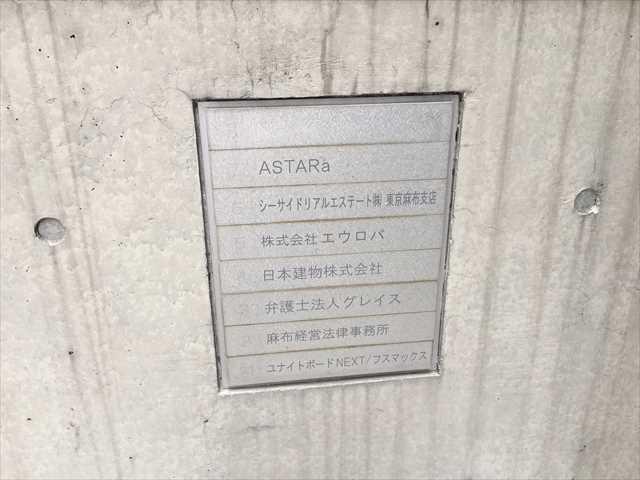 ASTARa
シーサイドリアルエステート㈱ 東京麻布支店
株式会社エウロパ
日本建物株式会社
弁護士法人グレイス
麻布経営法律事務所
ユナイトボードNEXT/フスマックス